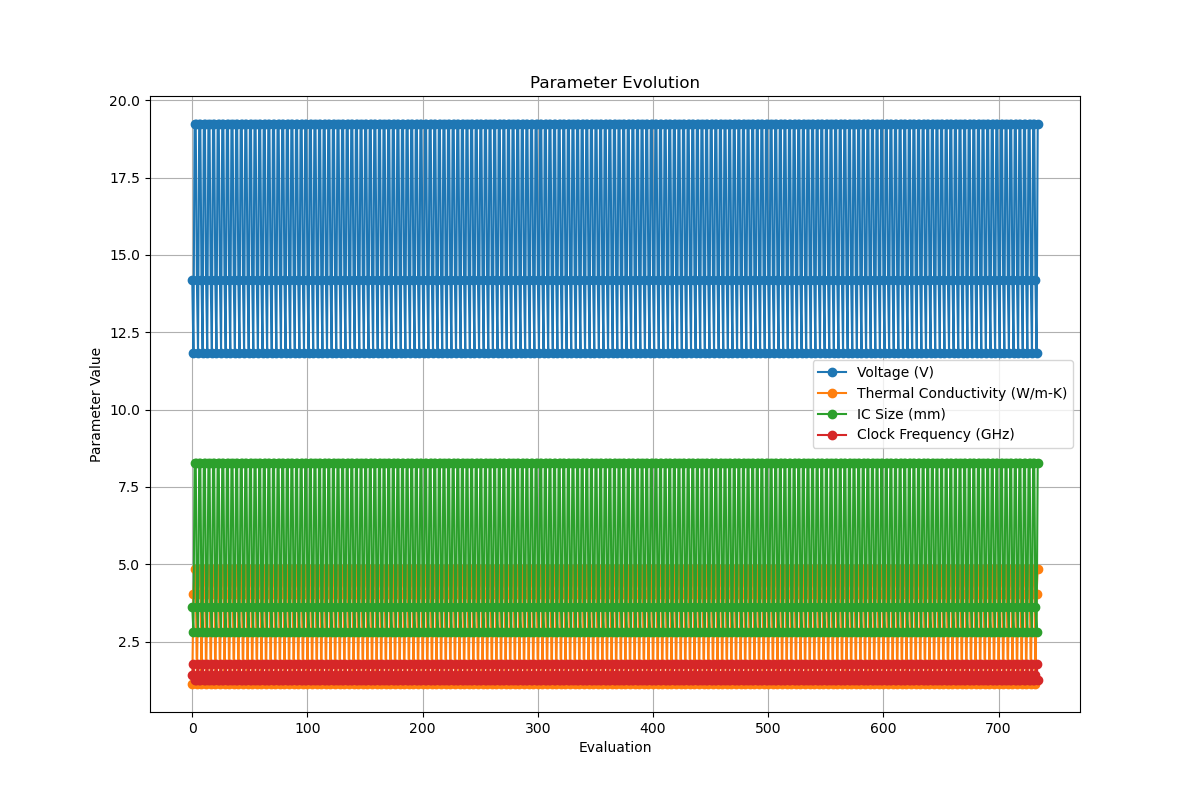 Parameter Evolution
20.0
17.5
15.0
12.5
10.0
7.5
5.0
2.5
Parameter Value
Voltage (V)
Thermal Conductivity (W/m-K)
IC Size (mm)
Clock Frequency (GHz)
0 100 200 300 400 500 600 700
Evaluation